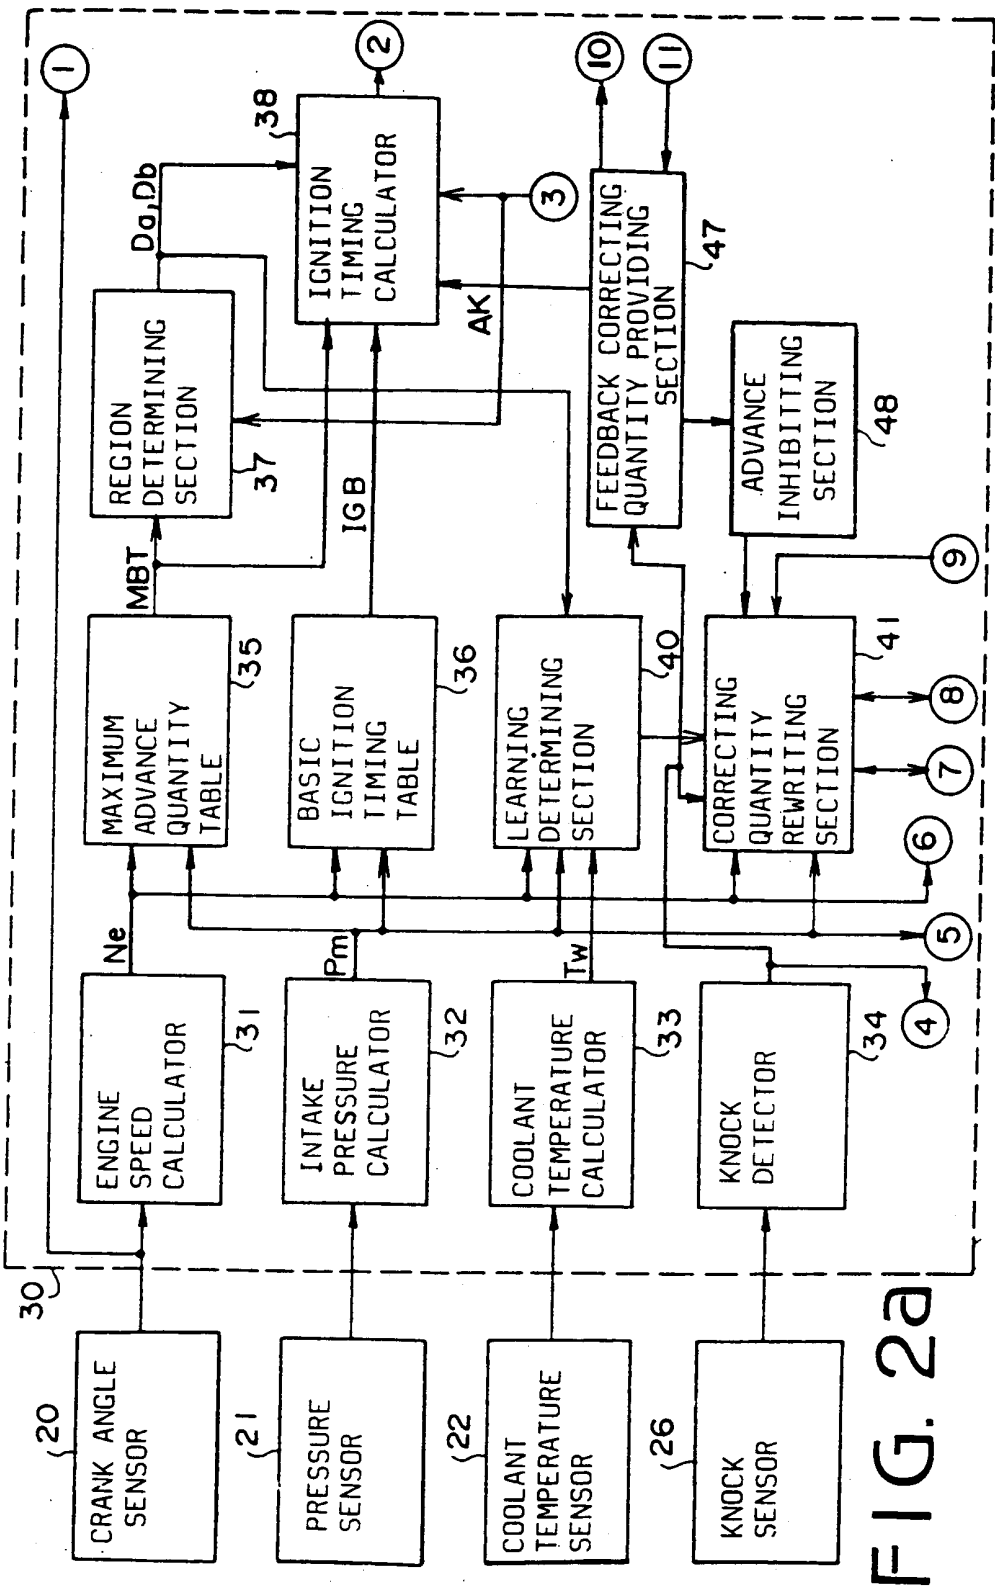 20
CRANK ANGLE
SENSOR
21
PRESSURE
SENSOR
22
COOLANT
TEMPERATURE
SENSOR
26
KNOCK
SENSOR
30
ENGINE
SPEED
CALCULATOR
31
INTAKE
PRESSURE
CALCULATOR
32
COOLANT
TEMPERATURE
CALCULATOR
33
KNOCK
DETECTOR
34
Ne
Pm
Tw
4
5
6
MAXIMUM
ADVANCE
QUANTITY
TABLE
35
BASIC
IGNITION
TIMING
TABLE
36
LEARNING
DETERMINING
SECTION
40
CORRECTING
QUANTITY
REWRITING
SECTION
41
7
8
9
MBT
IGB
REGION
DETERMINING
SECTION
37
Da,Db
IGNITION
TIMING
CALCULATOR
38
AK
FEEDBACK CORRECTING
QUANTITY PROVIDING
SECTION
47
ADVANCE
INHIBITING
SECTION
48
1
2
3
10
11
FIG. 2a